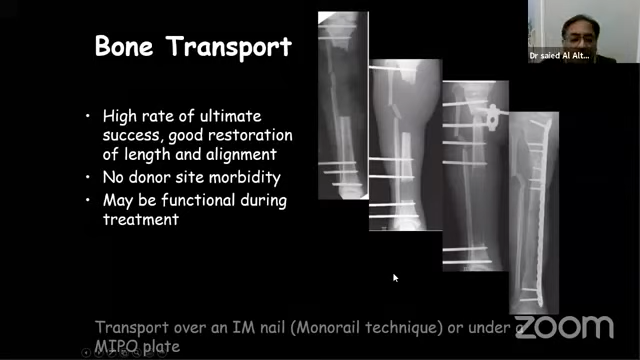 Bone Transport
Dr saied Al Alt...
• High rate of ultimate
success, good restoration
of length and alignment
• No donor site morbidity
• May be functional during
treatment
Transport over an IM nail (Monorail technique) or under a
MIPO plate
zoom